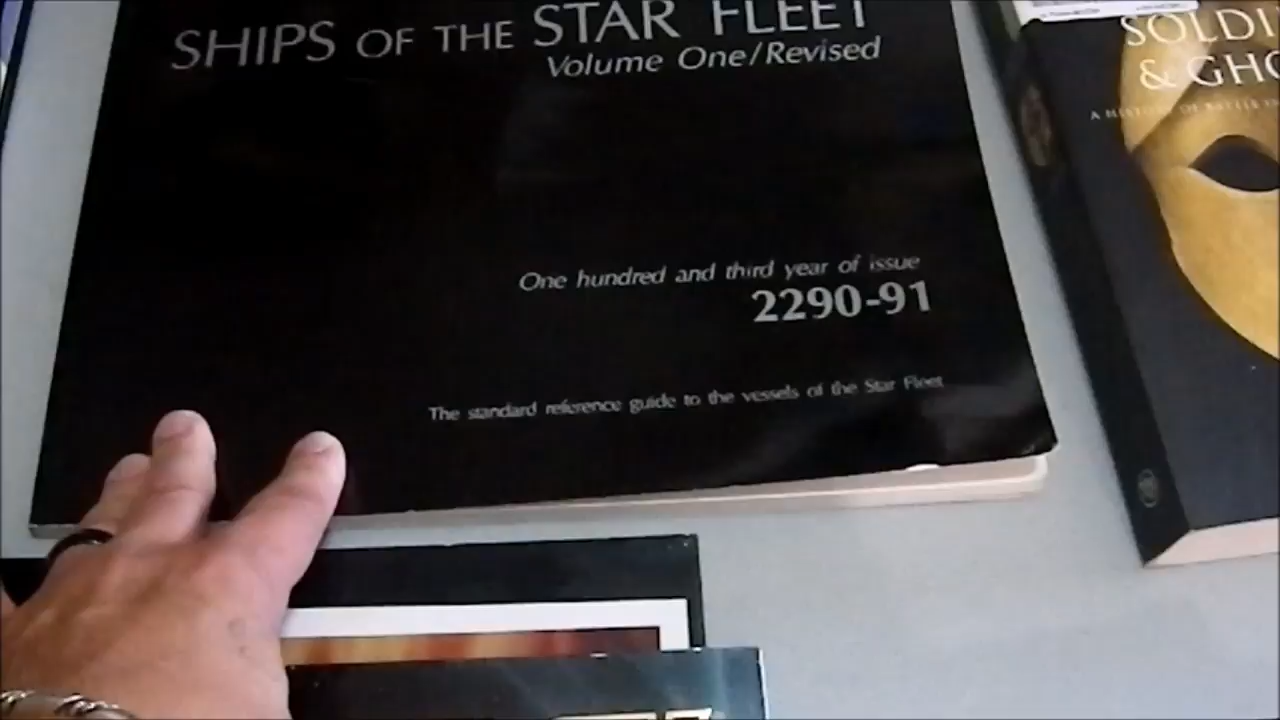 SHIPS OF THE STAR FLEET
Volume One/Revised
One hundred and third year of issue
2290-91
The standard reference guide to the vessels of the Star Fleet
SOLDI
& GHO
A HISTORY OF BATTLE IN